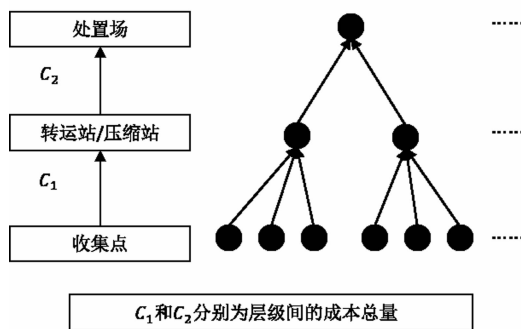 处置场
C₂
转运站/压缩站
C₁
收集点
C₁和C₂分别为层级间的成本总量